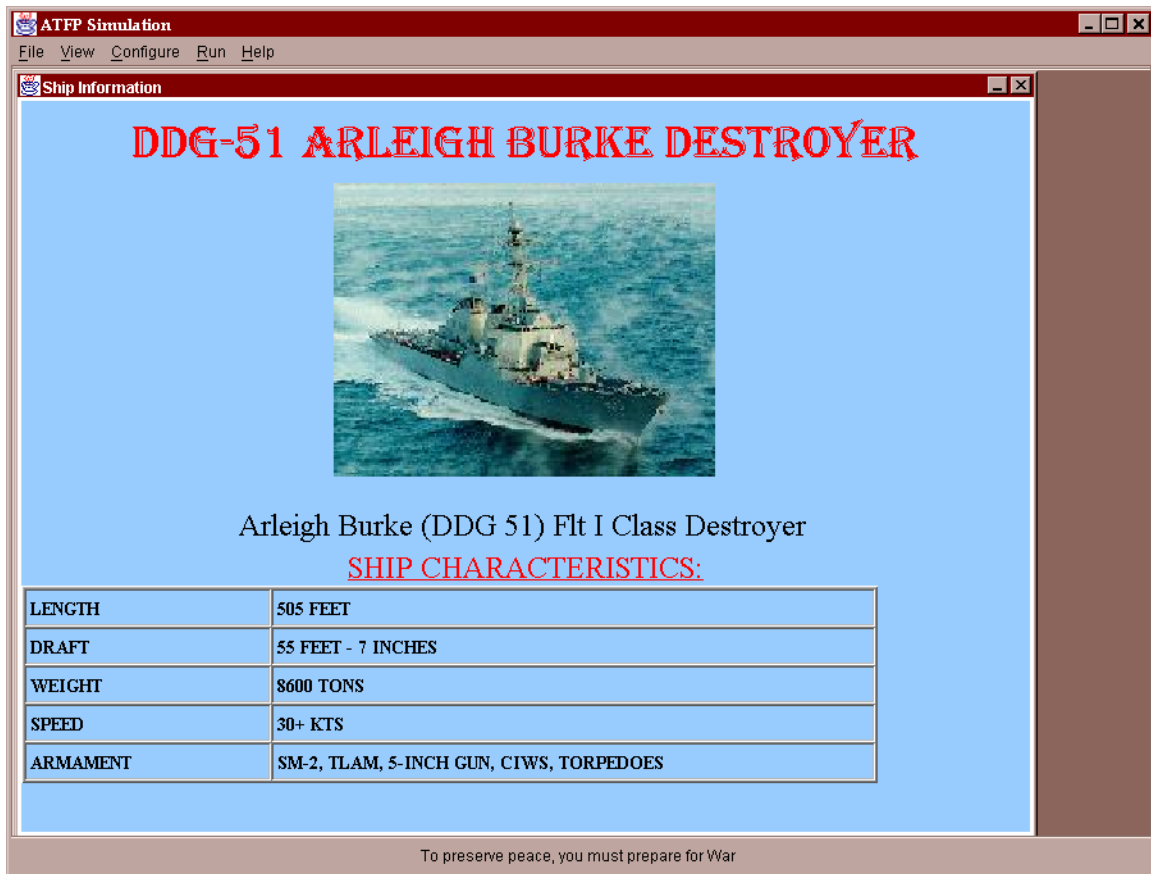 ATFP Simulation
File View Configure Run Help
Ship Information
DDG-51 ARLEIGH BURKE DESTROYER
Arleigh Burke (DDG 51) Flt I Class Destroyer
SHIP CHARACTERISTICS:
LENGTH 505 FEET
DRAFT 55 FEET - 7 INCHES
WEIGHT 8600 TONS
SPEED 30+ KTS
ARMAMENT SM-2, TLAM, 5-INCH GUN, CIWS, TORPEDOES
To preserve peace, you must prepare for War